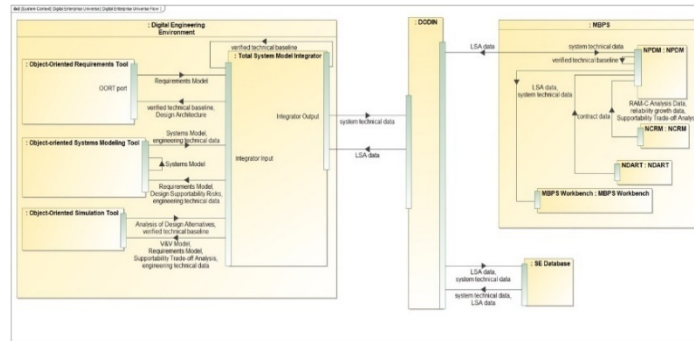 ibd [System Context] Digital Enterprise Universe [ Digital Enterprise Universe Flow ]
: Digital Engineering
Environment
verified technical baseline
: Object-Oriented Requirements Tool
OORT port
Requirements Model
verified technical baseline,
Design Architecture
: Object-oriented Systems Modeling Tool
Systems Model,
engineering technical data
Systems Model
Requirements Model,
Design Supportability Risks,
engineering technical data
: Object-Oriented Simulation Tool
Analysis of Design Alternatives,
verified technical baseline
V&V Model,
Requirements Model,
Supportability Trade-off Analysis,
engineering technical data
: Total System Model Integrator
Integrator Output
Integrator Input
system technical data
LSA data
: DODIN
LSA data
system technical data
: MBPS
system technical data
verified technical baseline
NPDM : NPDM
LSA data,
system technical data
RAM-C Analysis Data,
reliability growth data,
Supportability Trade-off Analysis
contract data
NCRM : NCRM
NDART : NDART
MBPS Workbench : MBPS Workbench
LSA data,
system technical data
system technical data,
LSA data
: SE Database